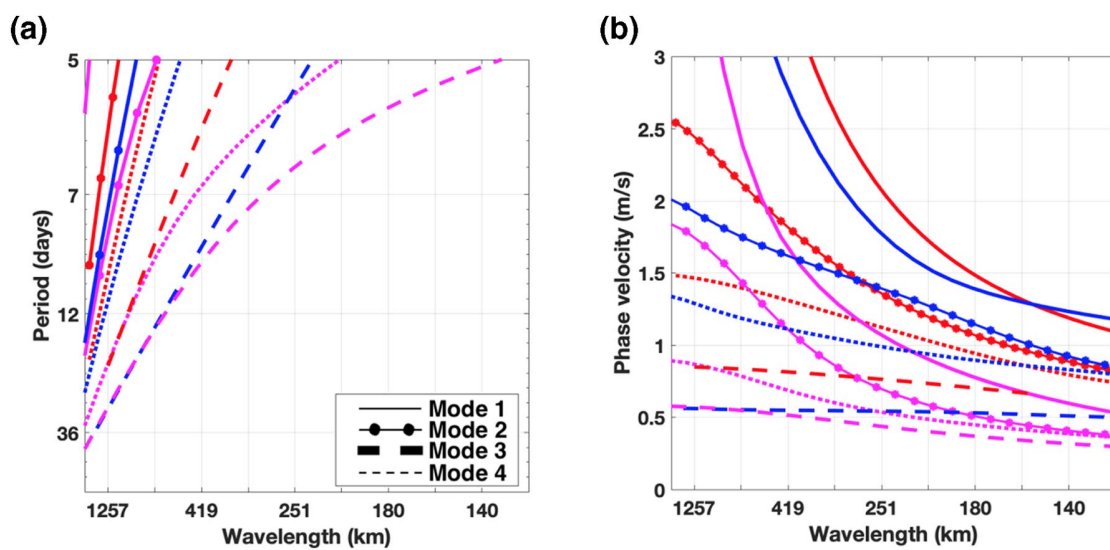 (a)
5
7
12
36
Period (days)
1257
419
251
180
140
Wavelength (km)
Mode 1
Mode 2
Mode 3
Mode 4
(b)
3
2.5
2
1.5
1
0.5
0
Phase velocity (m/s)
1257
419
251
180
140
Wavelength (km)